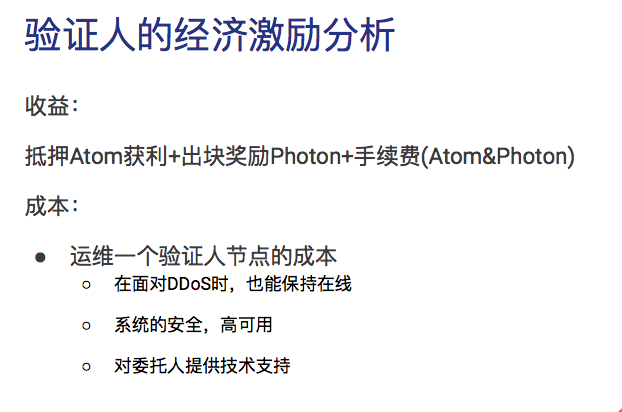 验证人的经济激励分析
收益：
抵押Atom获利+出块奖励Photon+手续费(Atom&Photon)
成本：
● 运维一个验证人节点的成本
○ 在面对DDoS时，也能保持在线
○ 系统的安全，高可用
○ 对委托人提供技术支持